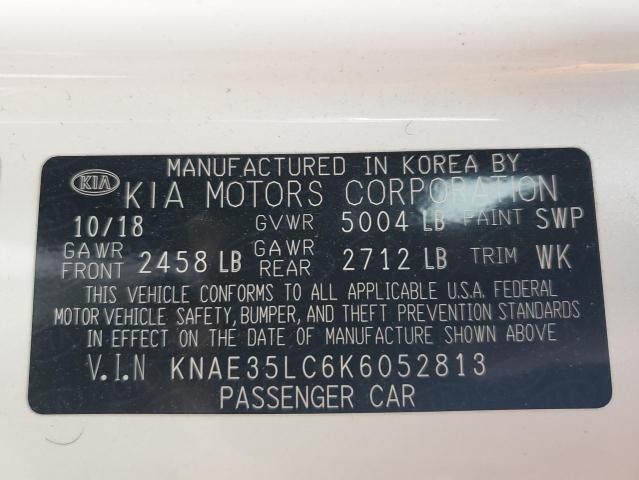 MANUFACTURED IN KOREA BY
KIA KIA MOTORS CORPORATION
10/18 GVWR 5004 LB PAINT SWP
GAWR FRONT 2458 LB GAWR REAR 2712 LB TRIM WK
THIS VEHICLE CONFORMS TO ALL APPLICABLE U.S.A. FEDERAL
MOTOR VEHICLE SAFETY, BUMPER, AND THEFT PREVENTION STANDARDS
IN EFFECT ON THE DATE OF MANUFACTURE SHOWN ABOVE
V.I.N KNAE35LC6K6052813
PASSENGER CAR